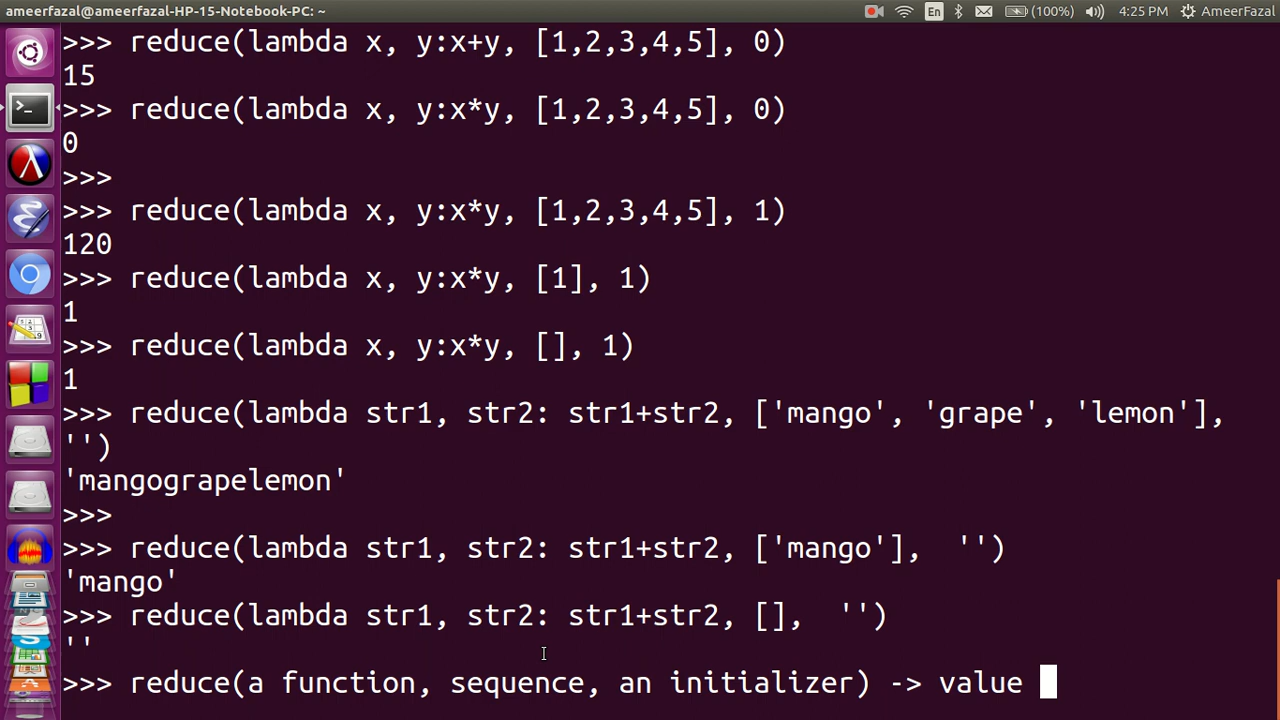 ameerfazal@ameerfazal-HP-15-Notebook-PC: ~ En (100%) 4:25 PM AmeerFazal
>>> reduce(lambda x, y:x+y, [1,2,3,4,5], 0)
15
>>> reduce(lambda x, y:x*y, [1,2,3,4,5], 0)
0
>>>
>>> reduce(lambda x, y:x*y, [1,2,3,4,5], 1)
120
>>> reduce(lambda x, y:x*y, [1], 1)
1
>>> reduce(lambda x, y:x*y, [], 1)
1
>>> reduce(lambda str1, str2: str1+str2, ['mango', 'grape', 'lemon'],
'')
'mangograpelemon'
>>>
>>> reduce(lambda str1, str2: str1+str2, ['mango'],  '')
'mango'
>>> reduce(lambda str1, str2: str1+str2, [],  '')
''
>>> reduce(a function, sequence, an initializer) -> value